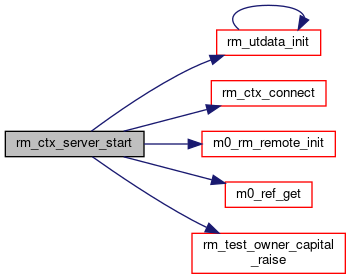 rm_utdata_init
rm_ctx_connect
rm_ctx_server_start
m0_rm_remote_init
m0_ref_get
rm_test_owner_capital
_raise